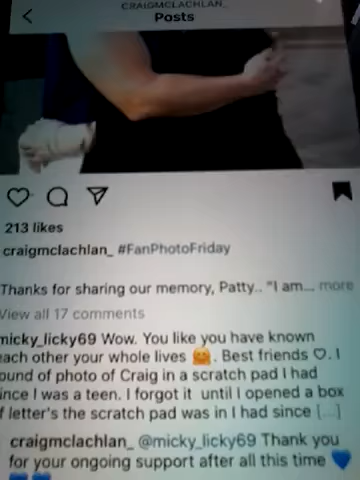 CRAIGMCLACHLAN_
Posts
213 likes
craigmclachlan_ #FanPhotoFriday
Thanks for sharing our memory, Patty.. "I am... more
View all 17 comments
micky_licky69 Wow. You like you have known
each other your whole lives 🤗. Best friends ♡. I
ound of photo of Craig in a scratch pad I had
ince I was a teen. I forgot it until I opened a box
f letter's the scratch pad was in I had since [...]
craigmclachlan_ @micky_licky69 Thank you
for your ongoing support after all this time 💙
💙💙